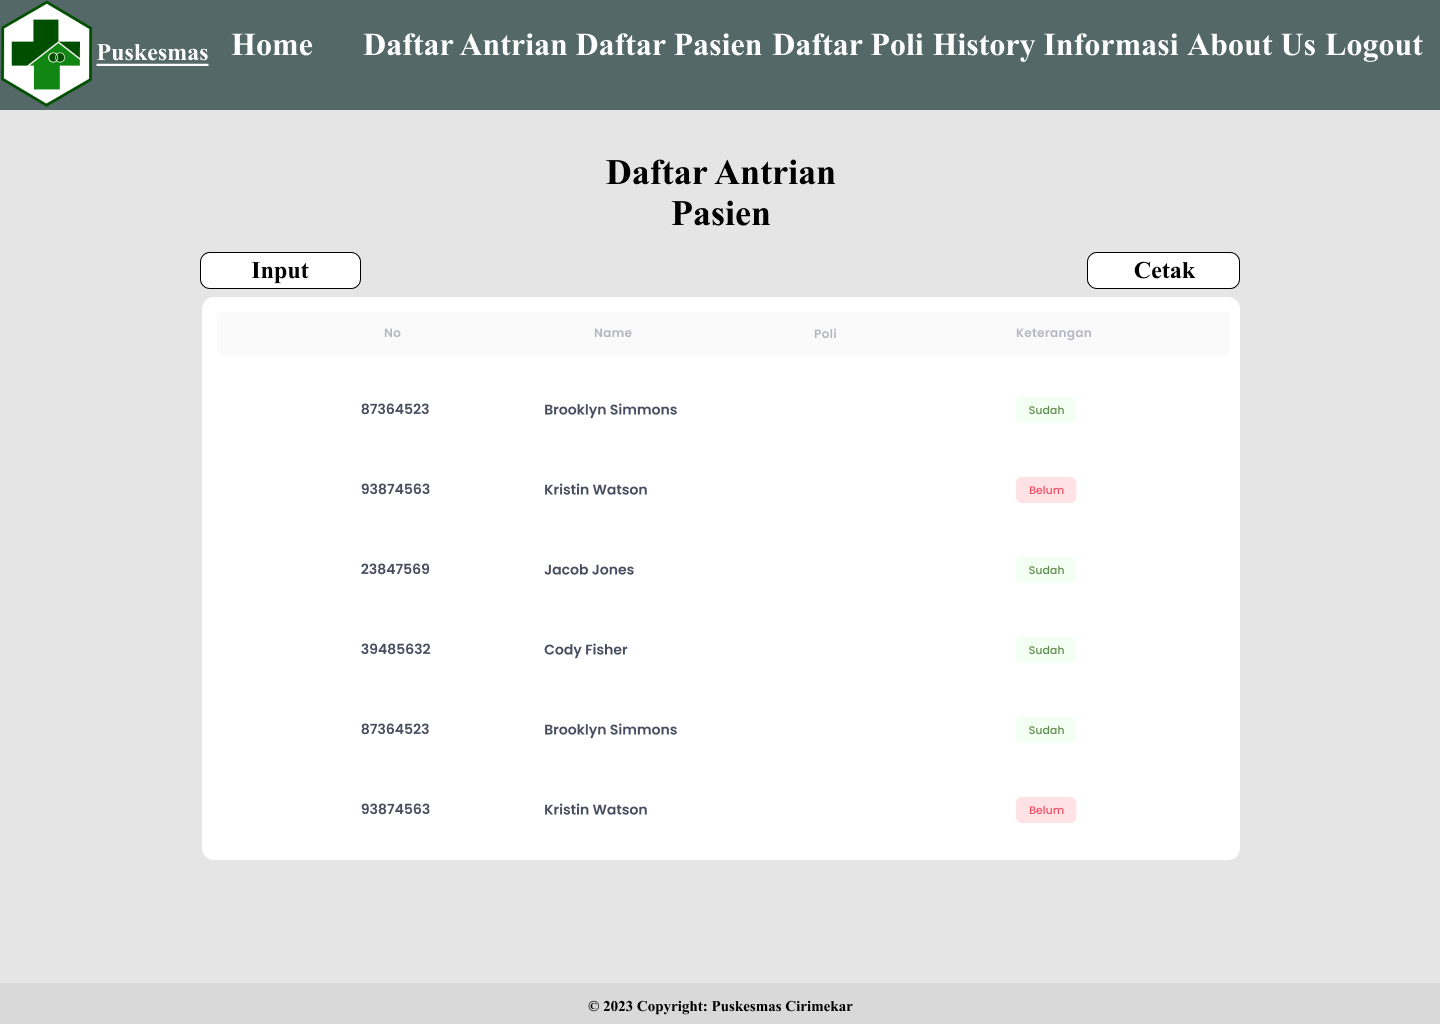 Puskesmas Home Daftar Antrian Daftar Pasien Daftar Poli History Informasi About Us Logout
Daftar Antrian
Pasien
Input Cetak
No Name Poli Keterangan
87364523 Brooklyn Simmons Sudah
93874563 Kristin Watson Belum
23847569 Jacob Jones Sudah
39485632 Cody Fisher Sudah
87364523 Brooklyn Simmons Sudah
93874563 Kristin Watson Belum
© 2023 Copyright: Puskesmas Cirimekar